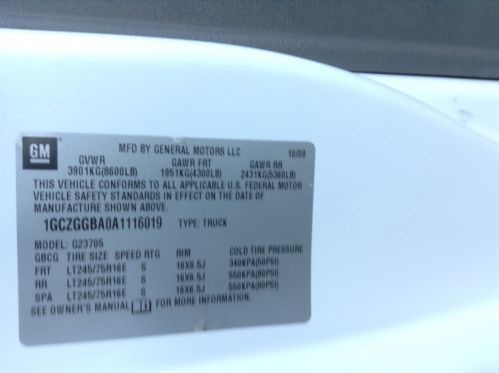 GM
MFD BY GENERAL MOTORS LLC 10/09
GVWR GAWR FRT GAWR RR
3901KG(8600LB) 1951KG(4300LB) 2431KG(5360LB)
THIS VEHICLE CONFORMS TO ALL APPLICABLE U.S. FEDERAL MOTOR
VEHICLE SAFETY STANDARDS IN EFFECT ON THE DATE OF
MANUFACTURE SHOWN ABOVE.
1GCZGGBA0A1116019 TYPE: TRUCK
MODEL: G23705
GBCG TIRE SIZE SPEED RTG RIM COLD TIRE PRESSURE
FRT LT245/75R16E S 16X6.5J 340KPA(50PSI)
RR LT245/75R16E S 16X6.5J 550KPA(80PSI)
SPA LT245/75R16E S 16X6.5J 550KPA(80PSI)
SEE OWNER'S MANUAL FOR MORE INFORMATION.